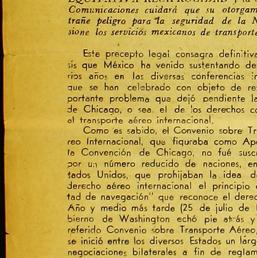 Comunicaciones cuidará que su otorgam
trañe peligro para la seguridad de la N
sione los servicios mexicanos de transporte
Este precepto legal consagra definitiva
sis que México ha venido sustentando de
rios años en las diversas conferencias i
que se han celebrado con objeto de re
portante problema que dejó pendiente la
de Chicago, o sea el de los derechos co
al transporte aéreo internacional.
Como es sabido, el Convenio sobre Tr
reo Internacional, que figuraba como Ap
la Convención de Chicago, no fué susc
por un número reducido de naciones, en
tados Unidos, que prohijaban la idea d
derecho aéreo internacional el principio
tad de navegación" que reconoce el derec
Año y medio más tarde (25 de julio de
bierno de Washington echó pie atrás y
referido Convenio sobre Transporte Aéreo,
se inició entre los diversos Estados un larg
negociaciones bilaterales a fin de reglam